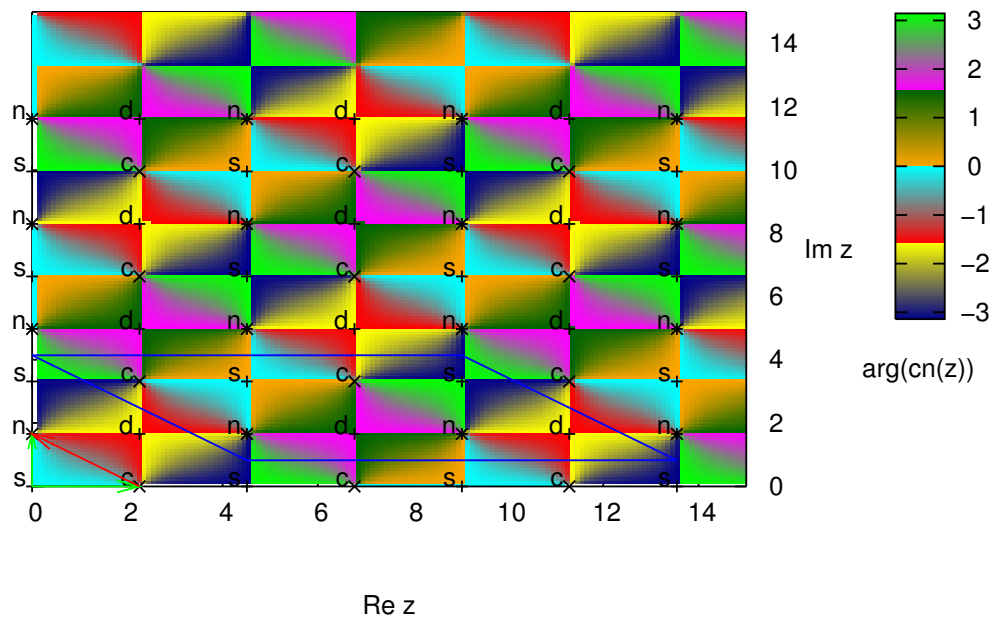 14
3
2
n d n d n d n
12
1
s c s c s c s
10
0
n d n d n d n
8
Im z
-1
s c s c s c s
6
-2
n d n d n d n
-3
s c s c s c s
4
arg(cn(z))
n d n d n d n
2
s c s c s c s
0
0 2 4 6 8 10 12 14
Re z